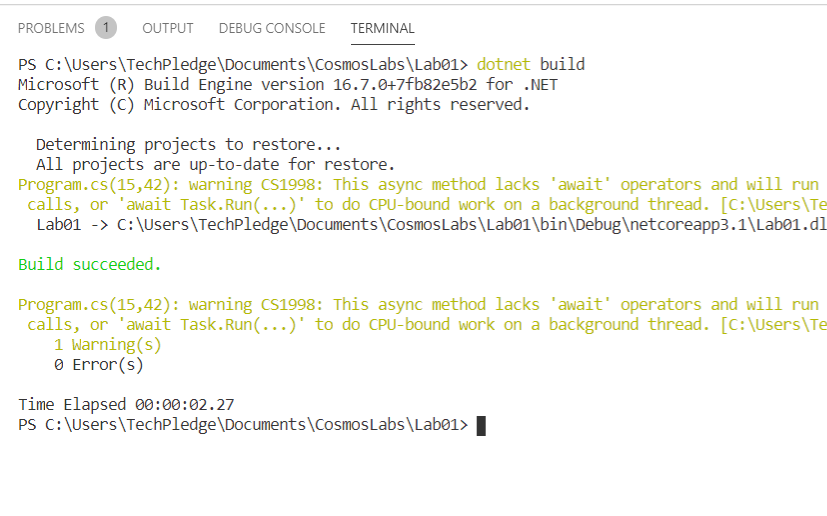 PROBLEMS 1 OUTPUT DEBUG CONSOLE TERMINAL
PS C:\Users\TechPledge\Documents\CosmosLabs\Lab01> dotnet build
Microsoft (R) Build Engine version 16.7.0+7fb82e5b2 for .NET
Copyright (C) Microsoft Corporation. All rights reserved.
Determining projects to restore...
All projects are up-to-date for restore.
Program.cs(15,42): warning CS1998: This async method lacks 'await' operators and will run
calls, or 'await Task.Run(...)' to do CPU-bound work on a background thread. [C:\Users\Te
Lab01 -> C:\Users\TechPledge\Documents\CosmosLabs\Lab01\bin\Debug\netcoreapp3.1\Lab01.dl
Build succeeded.
Program.cs(15,42): warning CS1998: This async method lacks 'await' operators and will run
calls, or 'await Task.Run(...)' to do CPU-bound work on a background thread. [C:\Users\Te
1 Warning(s)
0 Error(s)
Time Elapsed 00:00:02.27
PS C:\Users\TechPledge\Documents\CosmosLabs\Lab01>